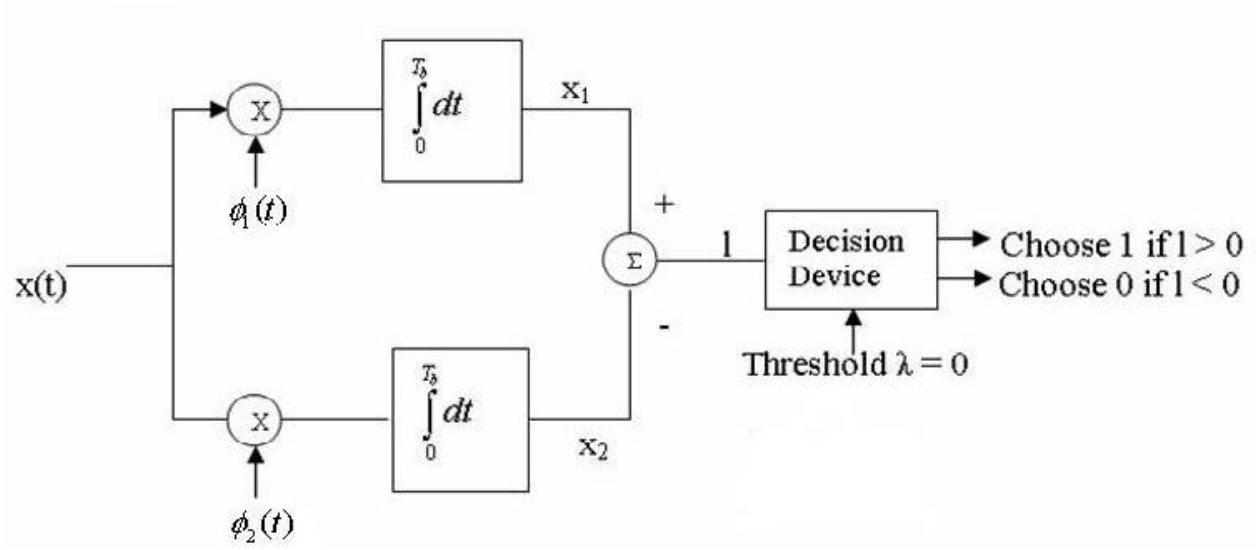 T_b
∫ dt
0
x₁
X
ϕ₁(t)
+
x(t)
Σ
l
Decision
Device
Choose 1 if l > 0
Choose 0 if l < 0
-
Threshold λ = 0
T_b
∫ dt
0
X
x₂
ϕ₂(t)